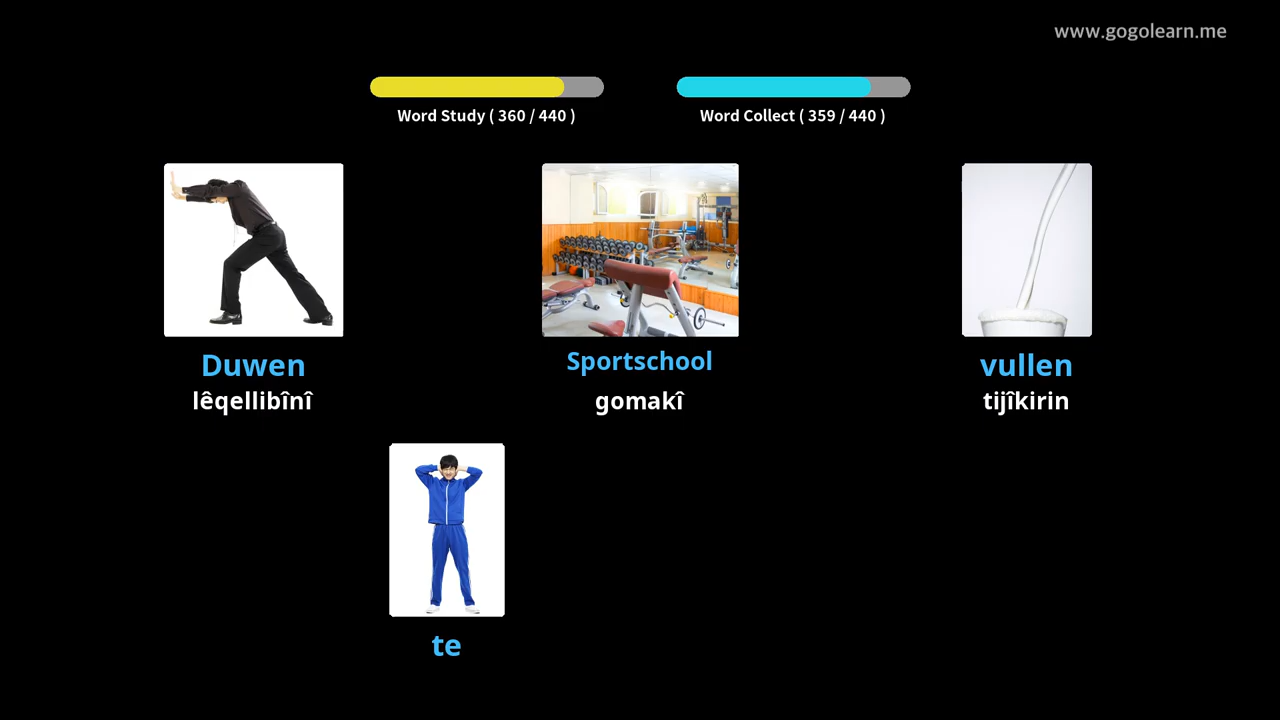 www.gogolearn.me
Word Study ( 360 / 440 )
Word Collect ( 359 / 440 )
Duwen
lêqellibînî
Sportschool
gomakî
vullen
tijîkirin
te